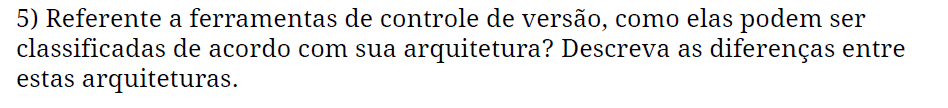 5) Referente a ferramentas de controle de versão, como elas podem ser
classificadas de acordo com sua arquitetura? Descreva as diferenças entre
estas arquiteturas.